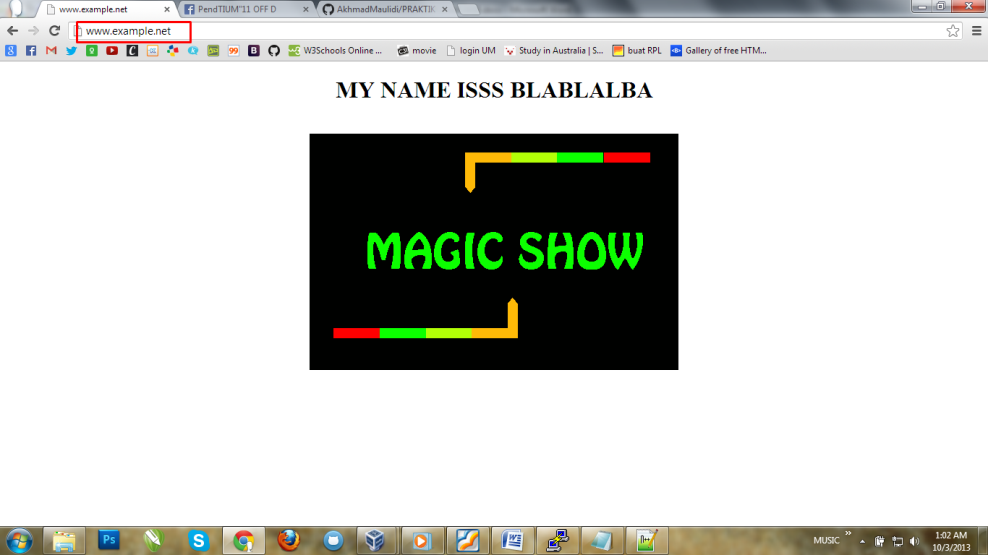 www.example.net
PendTIUM"11 OFF D
AkhmadMaulidi/PRAKTIK
www.example.net
W3Schools Online ...
movie
login UM
Study in Australia | S...
buat RPL
Gallery of free HTM...
MY NAME ISSS BLABLALBA
MAGIC SHOW
MUSIC
1:02 AM
10/3/2013